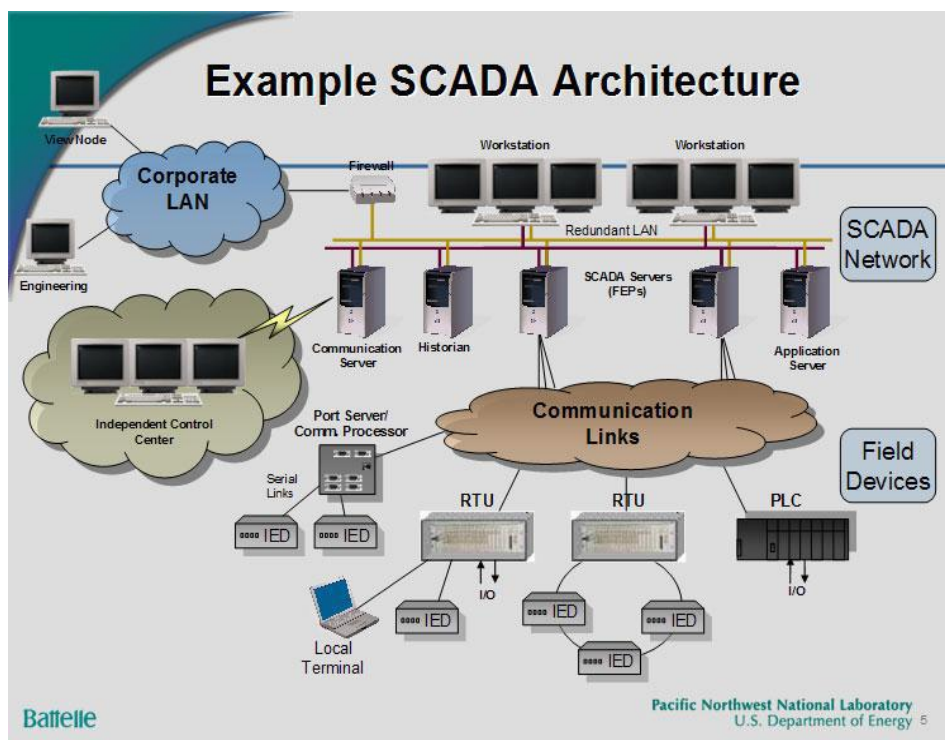 Example SCADA Architecture
View Node
Corporate
LAN
Firewall
Workstation
Workstation
Redundant LAN
SCADA
Network
Engineering
SCADA Servers
(FEPs)
Communication
Server
Historian
Application
Server
Independent Control
Center
Communication
Links
Port Server/
Comm. Processor
Field
Devices
Serial
Links
IED
IED
RTU
RTU
PLC
I/O
I/O
IED
IED
IED
IED
Local
Terminal
Battelle
Pacific Northwest National Laboratory
U.S. Department of Energy 5